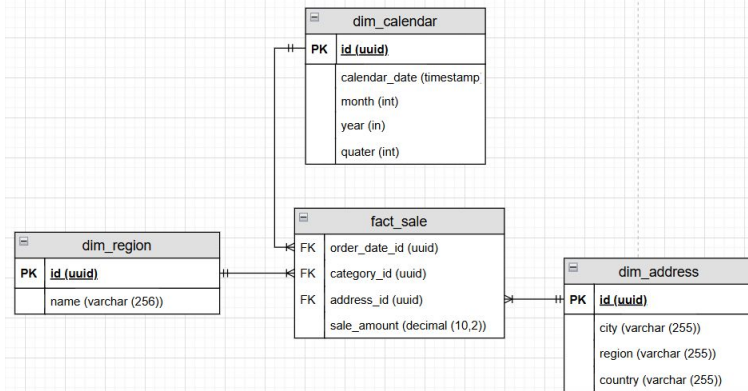 dim_calendar
PK id (uuid)
calendar_date (timestamp
month (int)
year (in)
quater (int)
fact_sale
FK order_date_id (uuid)
FK category_id (uuid)
FK address_id (uuid)
sale_amount (decimal (10,2))
dim_region
PK id (uuid)
name (varchar (256))
dim_address
PK id (uuid)
city (varchar (255))
region (varchar (255))
country (varchar (255))